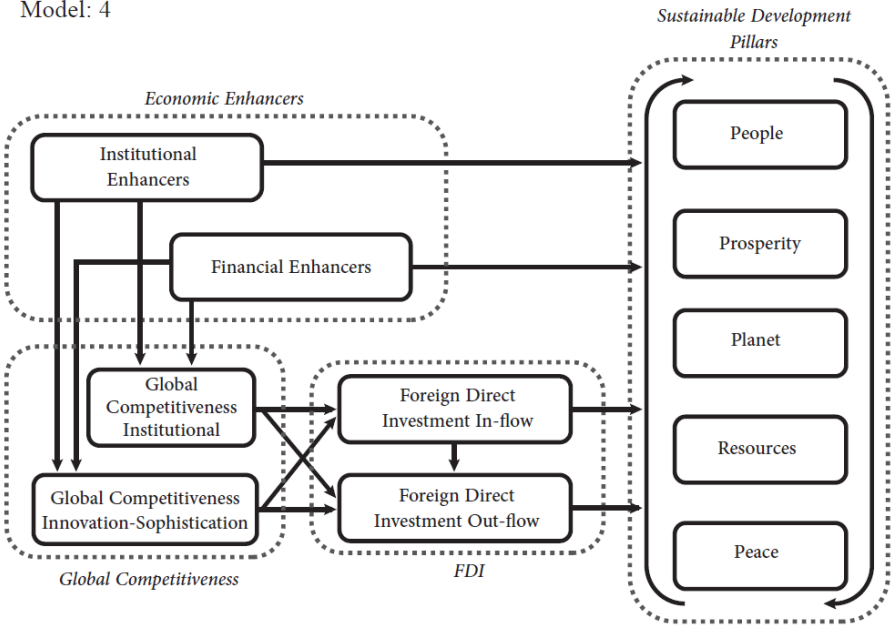 Model: 4
Sustainable Development
Pillars
Economic Enhancers
Institutional
Enhancers
People
Financial Enhancers
Prosperity
Planet
Global
Competitiveness
Institutional
Foreign Direct
Investment In-flow
Resources
Global Competitiveness
Innovation-Sophistication
Foreign Direct
Investment Out-flow
Peace
Global Competitiveness
FDI